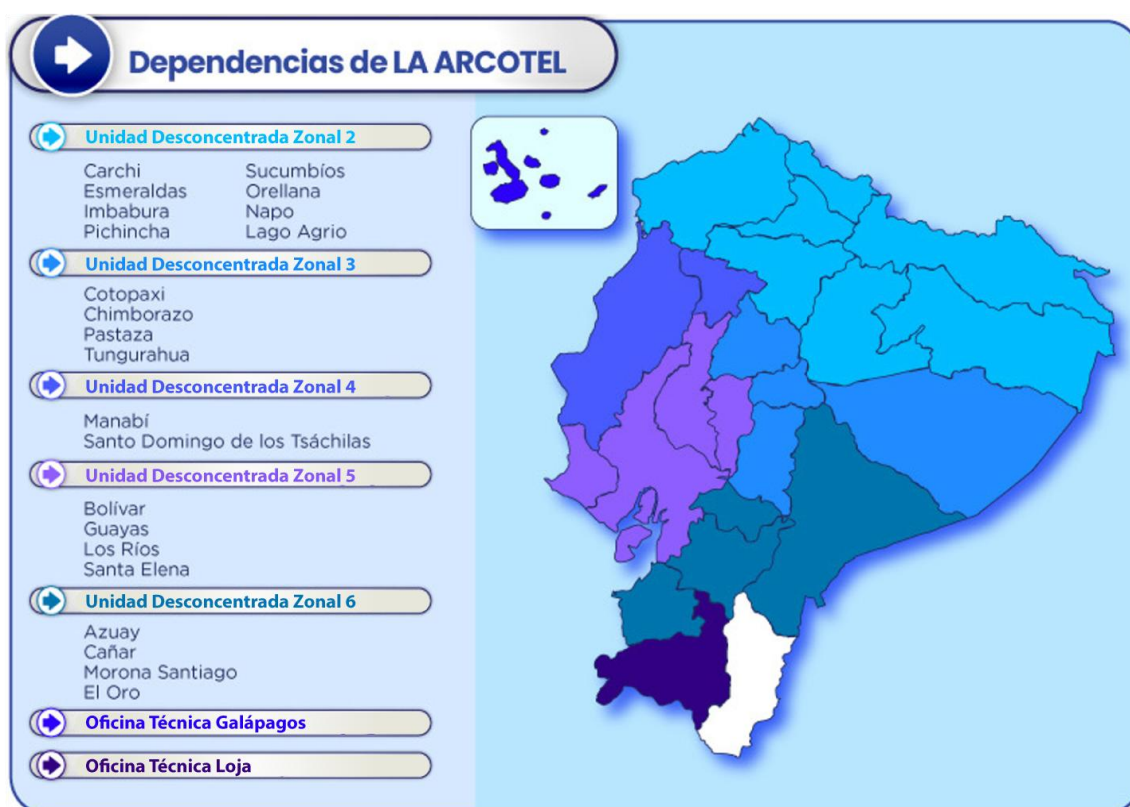 Dependencias de LA ARCOTEL
Unidad Desconcentrada Zonal 2
Carchi
Esmeraldas
Imbabura
Pichincha
Sucumbíos
Orellana
Napo
Lago Agrio
Unidad Desconcentrada Zonal 3
Cotopaxi
Chimborazo
Pastaza
Tungurahua
Unidad Desconcentrada Zonal 4
Manabí
Santo Domingo de los Tsáchilas
Unidad Desconcentrada Zonal 5
Bolívar
Guayas
Los Ríos
Santa Elena
Unidad Desconcentrada Zonal 6
Azuay
Cañar
Morona Santiago
El Oro
Oficina Técnica Galápagos
Oficina Técnica Loja